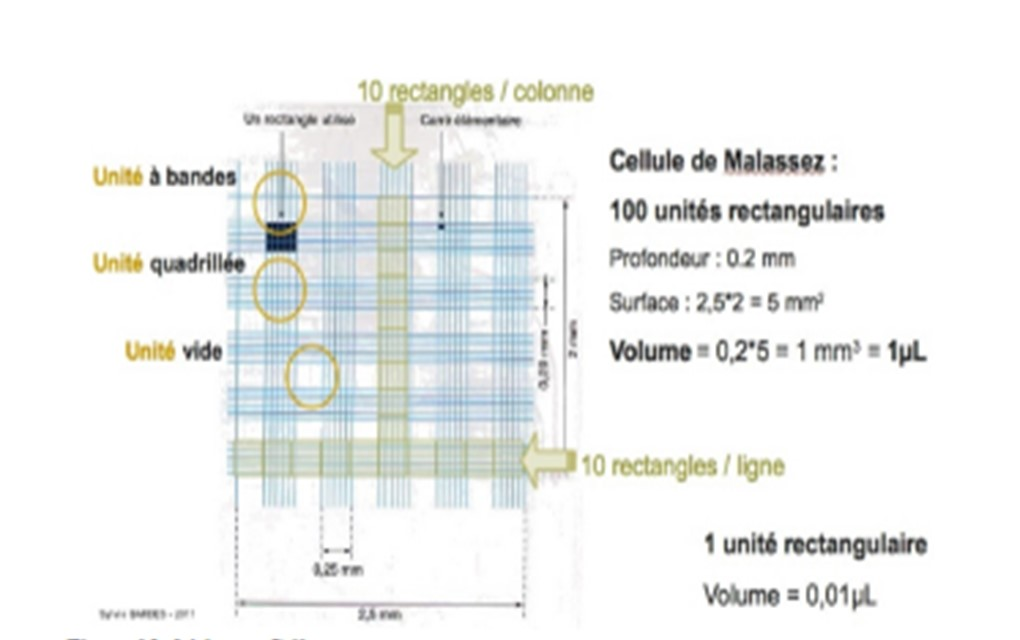 10 rectangles / colonne
Un rectangle utilisé
Carré élémentaire
Unité à bandes
Unité quadrillée
Unité vide
Cellule de Malassez :
100 unités rectangulaires
Profondeur : 0.2 mm
Surface : 2,5*2 = 5 mm²
Volume = 0,2*5 = 1 mm³ = 1µL
2 mm
0,20 mm
10 rectangles / ligne
0,25 mm
2,5 mm
1 unité rectangulaire
Volume = 0,01µL